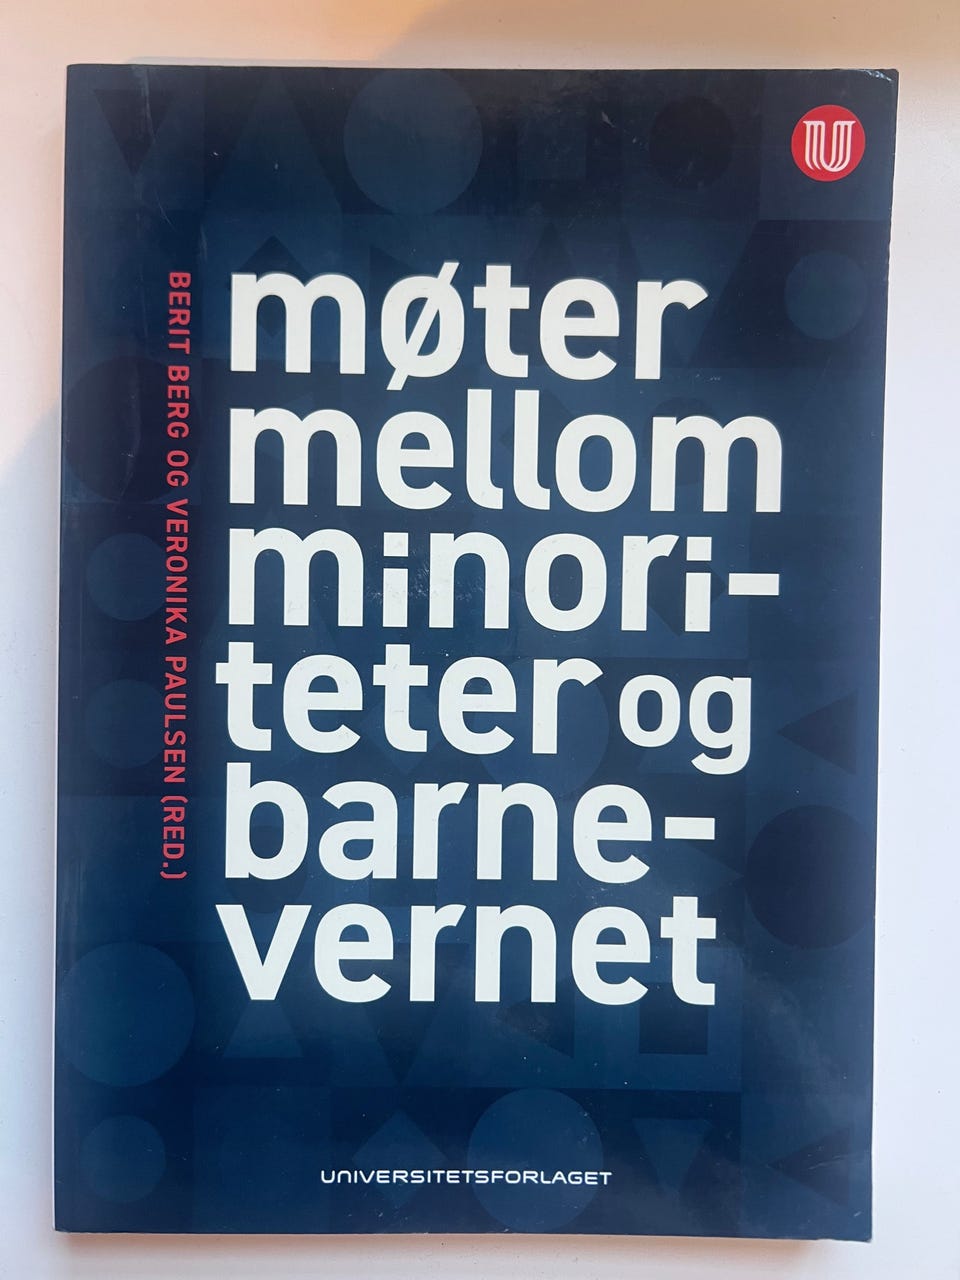 U
BERIT BERG OG VERONIKA PAULSEN (RED.)
møter
mellom
minori-
teter og
barne-
vernet
UNIVERSITETSFORLAGET